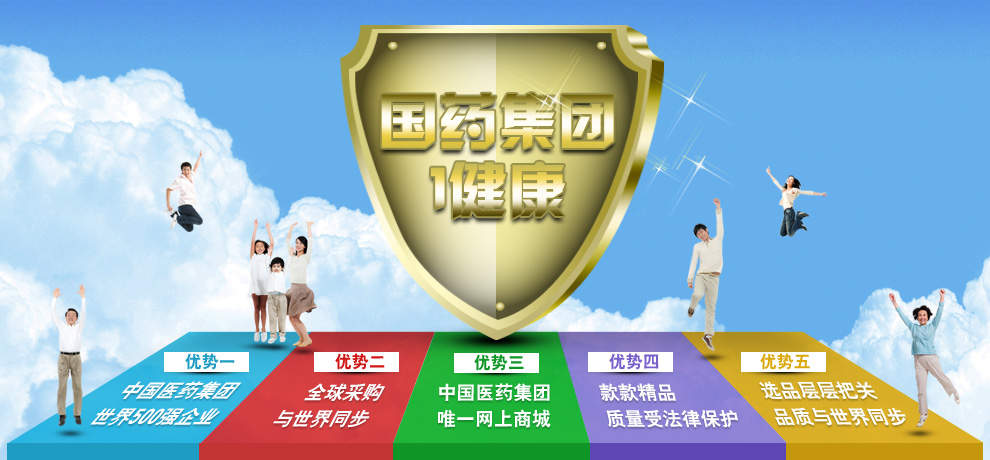 国药集团
1健康
优势一
中国医药集团
世界500强企业
优势二
全球采购
与世界同步
优势三
中国医药集团
唯一网上商城
优势四
款款精品
质量受法律保护
优势五
选品层层把关
品质与世界同步